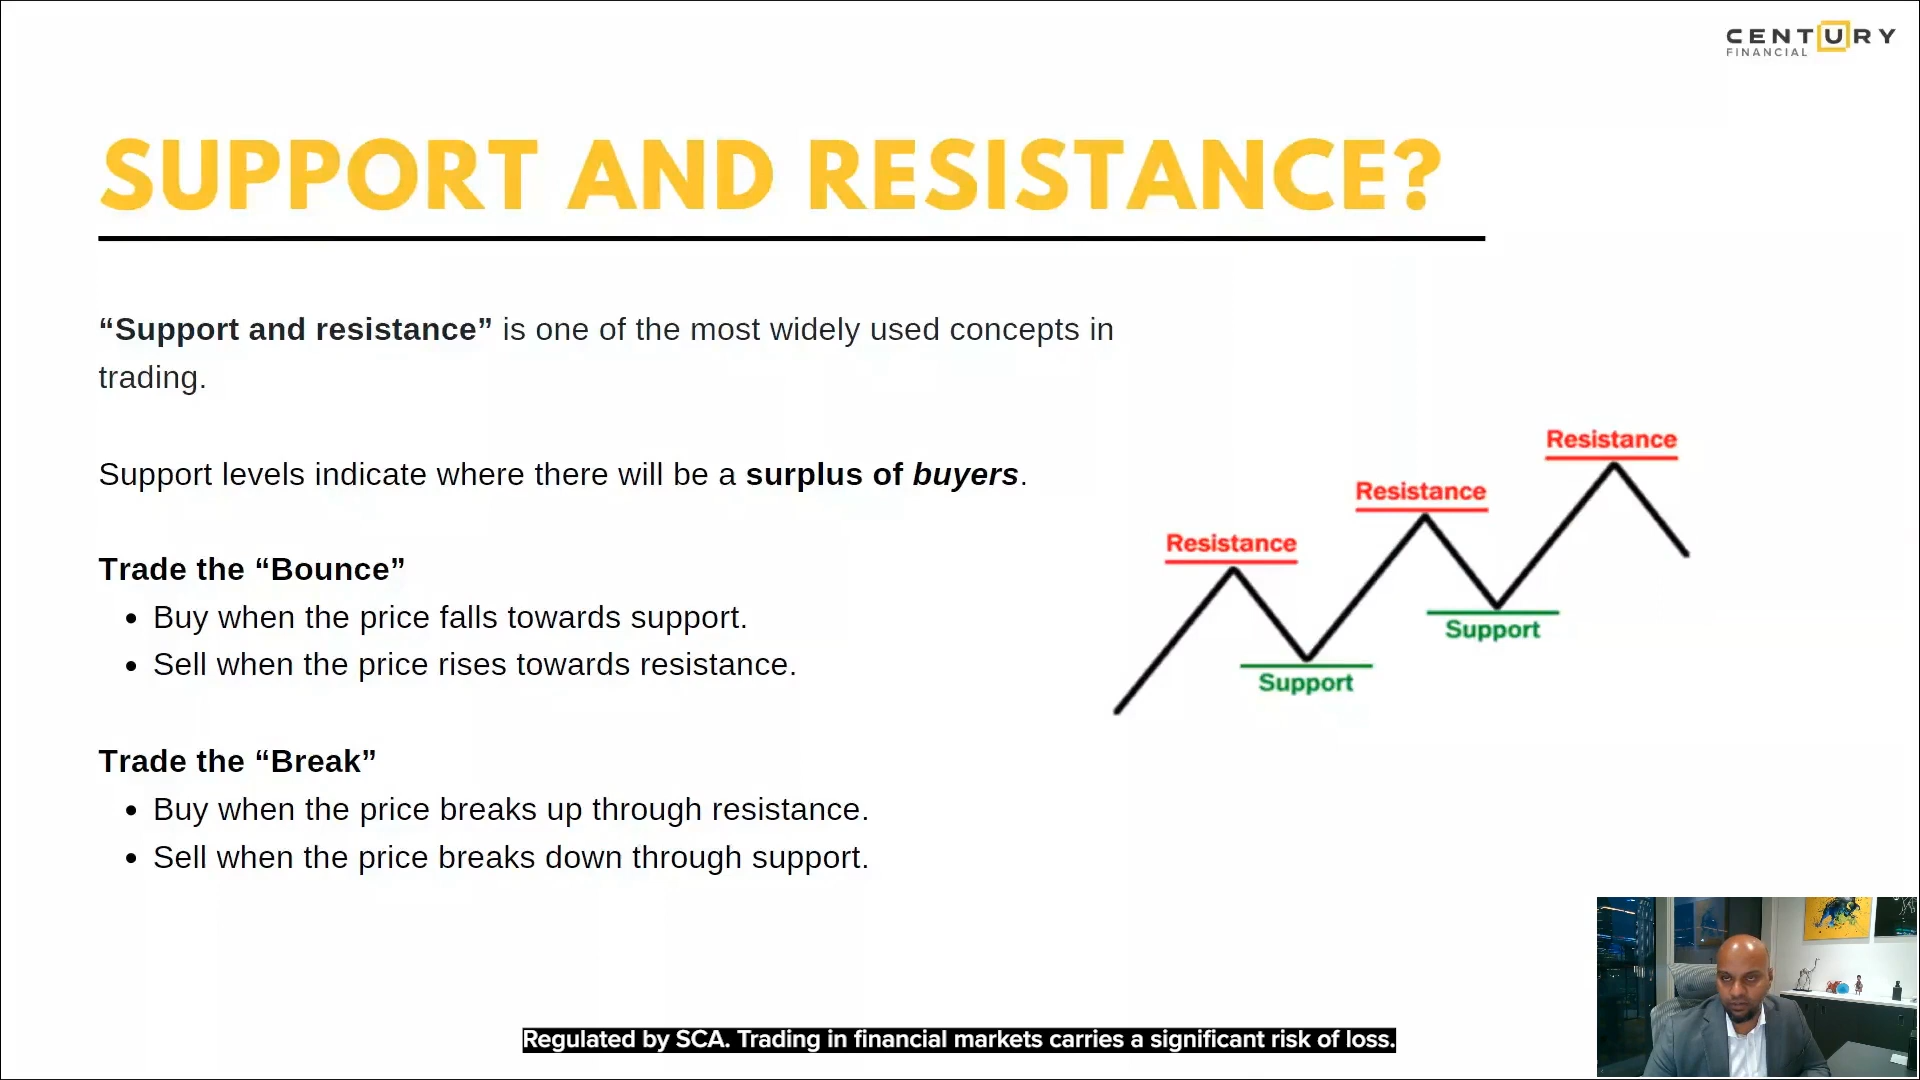 CENTURY
FINANCIAL
SUPPORT AND RESISTANCE?
“Support and resistance” is one of the most widely used concepts in
trading.
Support levels indicate where there will be a surplus of buyers.
Trade the “Bounce”
• Buy when the price falls towards support.
• Sell when the price rises towards resistance.
Trade the “Break”
• Buy when the price breaks up through resistance.
• Sell when the price breaks down through support.
Resistance
Resistance
Resistance
Support
Support
Regulated by SCA. Trading in financial markets carries a significant risk of loss.